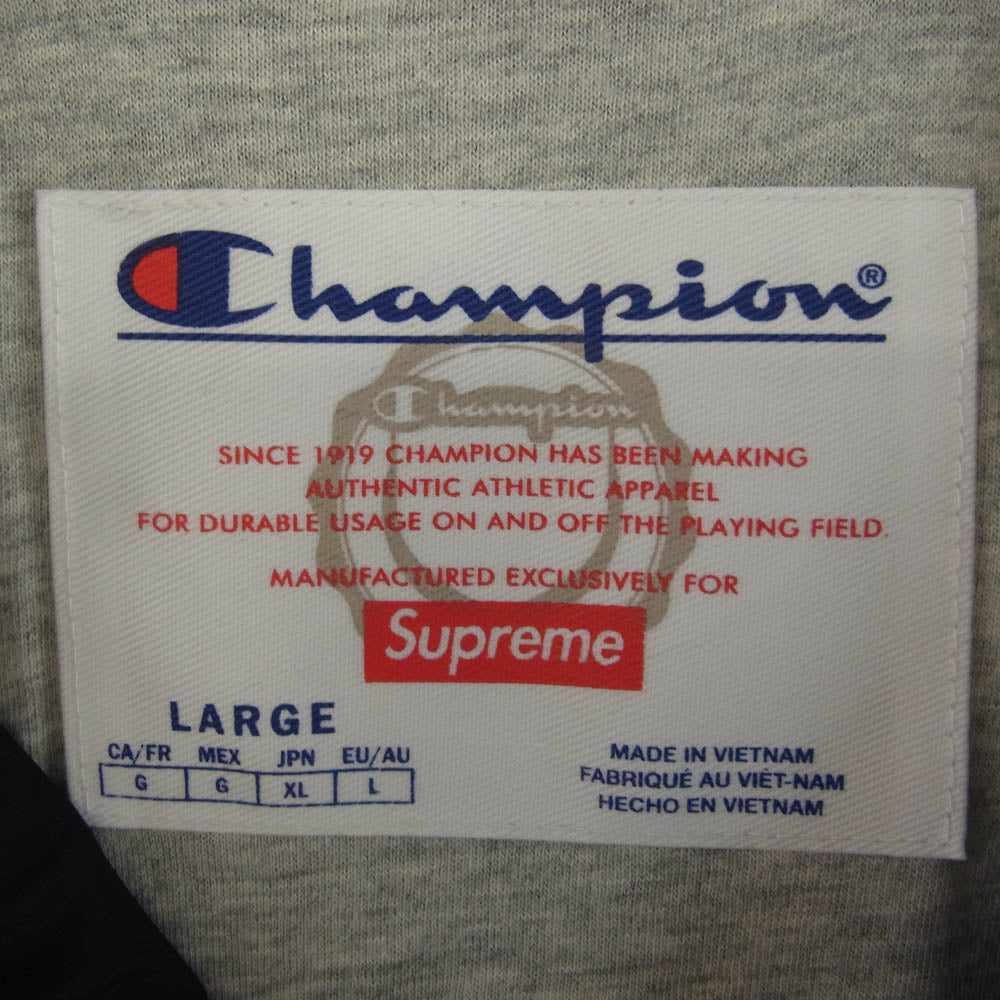 Champion®
Champion
SINCE 1919 CHAMPION HAS BEEN MAKING
AUTHENTIC ATHLETIC APPAREL
FOR DURABLE USAGE ON AND OFF THE PLAYING FIELD.
MANUFACTURED EXCLUSIVELY FOR
Supreme
LARGE
CA/FR MEX JPN EU/AU
G G XL L
MADE IN VIETNAM
FABRIQUÉ AU VIÊT-NAM
HECHO EN VIETNAM